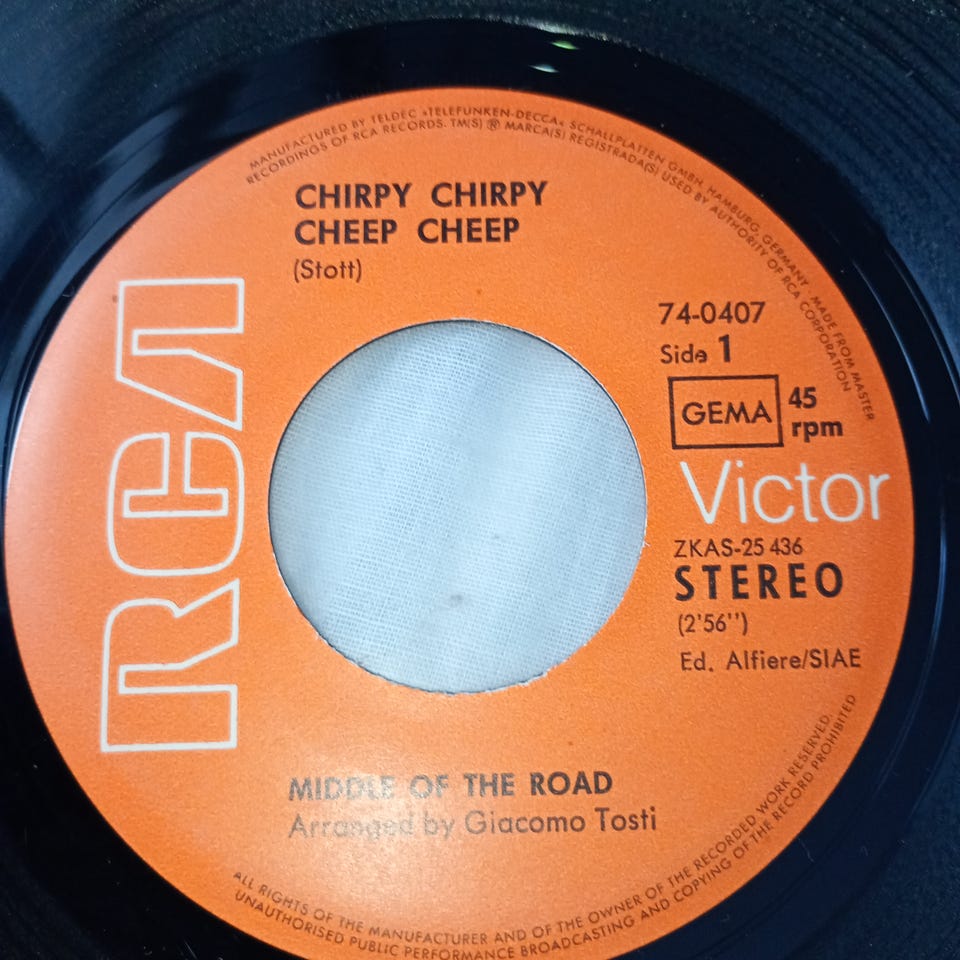 MANUFACTURED BY TELDEC »TELEFUNKEN-DECCA« SCHALLPLATTEN GMBH, HAMBURG, GERMANY · MADE FROM MASTER
RECORDINGS OF RCA RECORDS. TM(S) ® MARCA(S) REGISTRADA(S) USED BY AUTHORITY OF RCA CORPORATION
CHIRPY CHIRPY
CHEEP CHEEP
(Stott)
RCA
74-0407
Side 1
GEMA
45
rpm
Victor
ZKAS-25 436
STEREO
(2'56'')
Ed. Alfiere/SIAE
MIDDLE OF THE ROAD
Arranged by Giacomo Tosti
ALL RIGHTS OF THE MANUFACTURER AND OF THE OWNER OF THE RECORDED WORK RESERVED.
UNAUTHORISED PUBLIC PERFORMANCE BROADCASTING AND COPYING OF THE RECORD PROHIBITED